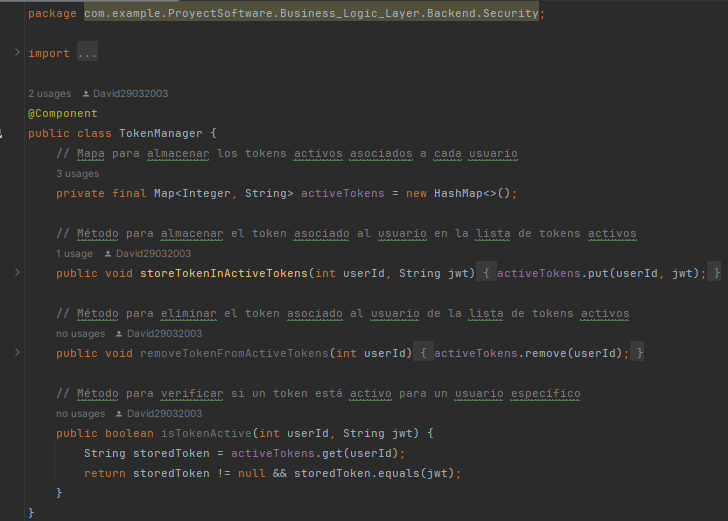 package com.example.ProyectSoftware.Business_Logic_Layer.Backend.Security;
import ...
2 usages David29032003
@Component
public class TokenManager {
// Mapa para almacenar los tokens activos asociados a cada usuario
3 usages
private final Map<Integer, String> activeTokens = new HashMap<>();
// Método para almacenar el token asociado al usuario en la lista de tokens activos
1 usage David29032003
public void storeTokenInActiveTokens(int userId, String jwt) { activeTokens.put(userId, jwt); }
// Método para eliminar el token asociado al usuario de la lista de tokens activos
no usages David29032003
public void removeTokenFromActiveTokens(int userId) { activeTokens.remove(userId); }
// Método para verificar si un token está activo para un usuario específico
no usages David29032003
public boolean isTokenActive(int userId, String jwt) {
String storedToken = activeTokens.get(userId);
return storedToken != null && storedToken.equals(jwt);
}
}